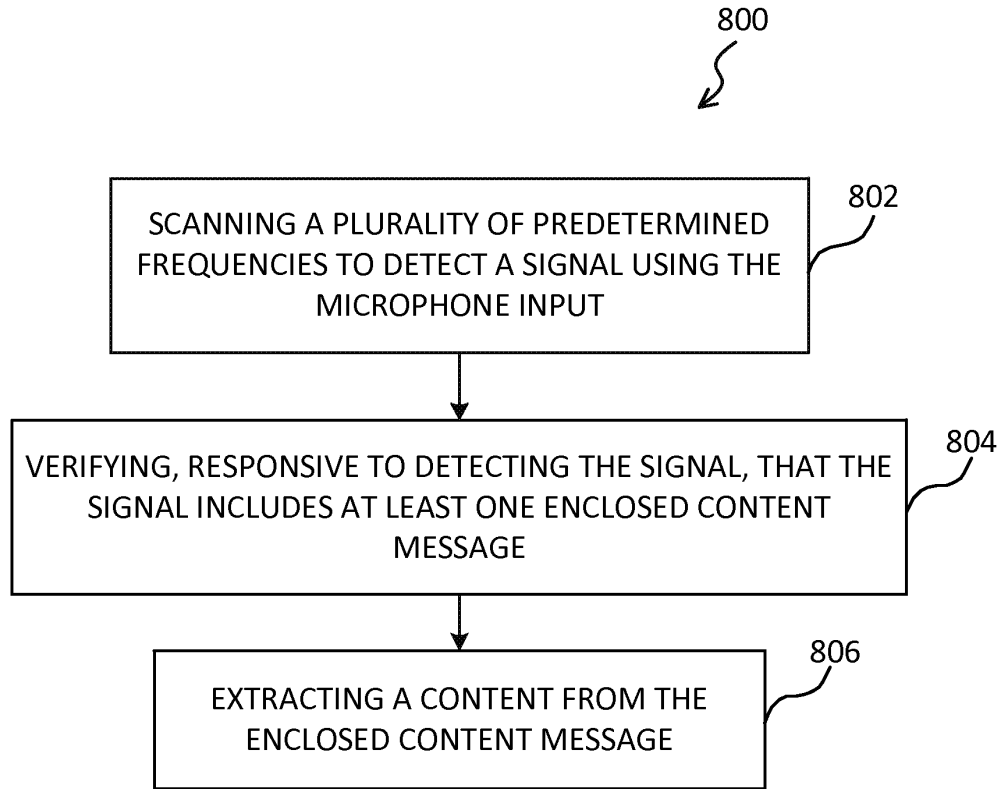 800
802
SCANNING A PLURALITY OF PREDETERMINED
FREQUENCIES TO DETECT A SIGNAL USING THE
MICROPHONE INPUT
804
VERIFYING, RESPONSIVE TO DETECTING THE SIGNAL, THAT THE
SIGNAL INCLUDES AT LEAST ONE ENCLOSED CONTENT
MESSAGE
806
EXTRACTING A CONTENT FROM THE
ENCLOSED CONTENT MESSAGE